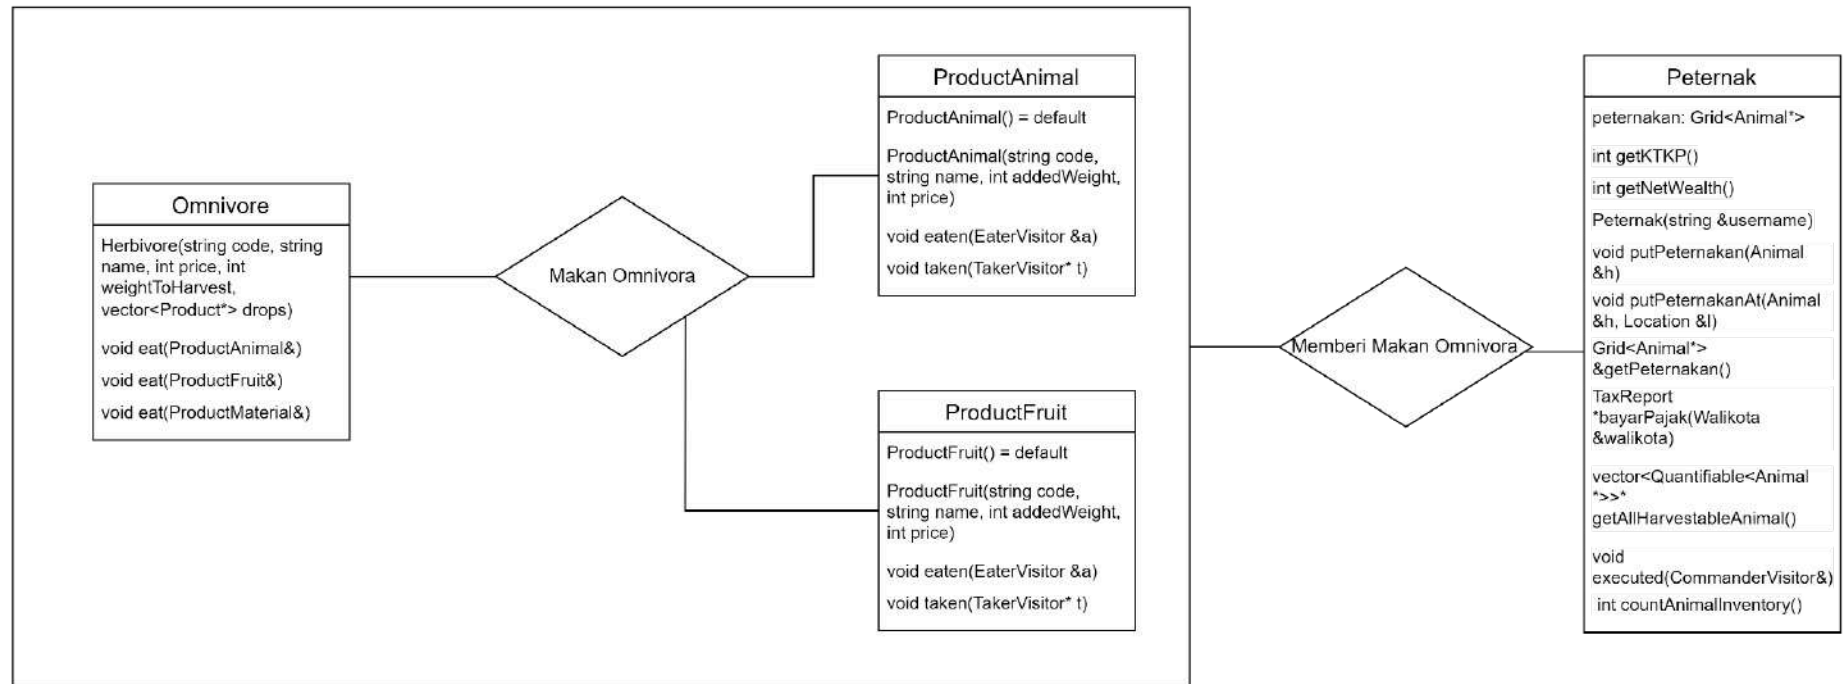 Omnivore
Herbivore(string code, string
name, int price, int
weightToHarvest,
vector<Product*> drops)
void eat(ProductAnimal&)
void eat(ProductFruit&)
void eat(ProductMaterial&)
Makan Omnivora
ProductAnimal
ProductAnimal() = default
ProductAnimal(string code,
string name, int addedWeight,
int price)
void eaten(EaterVisitor &a)
void taken(TakerVisitor* t)
ProductFruit
ProductFruit() = default
ProductFruit(string code,
string name, int addedWeight,
int price)
void eaten(EaterVisitor &a)
void taken(TakerVisitor* t)
Memberi Makan Omnivora
Peternak
peternakan: Grid<Animal*>
int getKTKP()
int getNetWealth()
Peternak(string &username)
void putPeternakan(Animal
&h)
void putPeternakanAt(Animal
&h, Location &l)
Grid<Animal*>
&getPeternakan()
TaxReport
*bayarPajak(Walikota
&walikota)
vector<Quantifiable<Animal
*>>*
getAllHarvestableAnimal()
void
executed(CommanderVisitor&)
int countAnimalInventory()